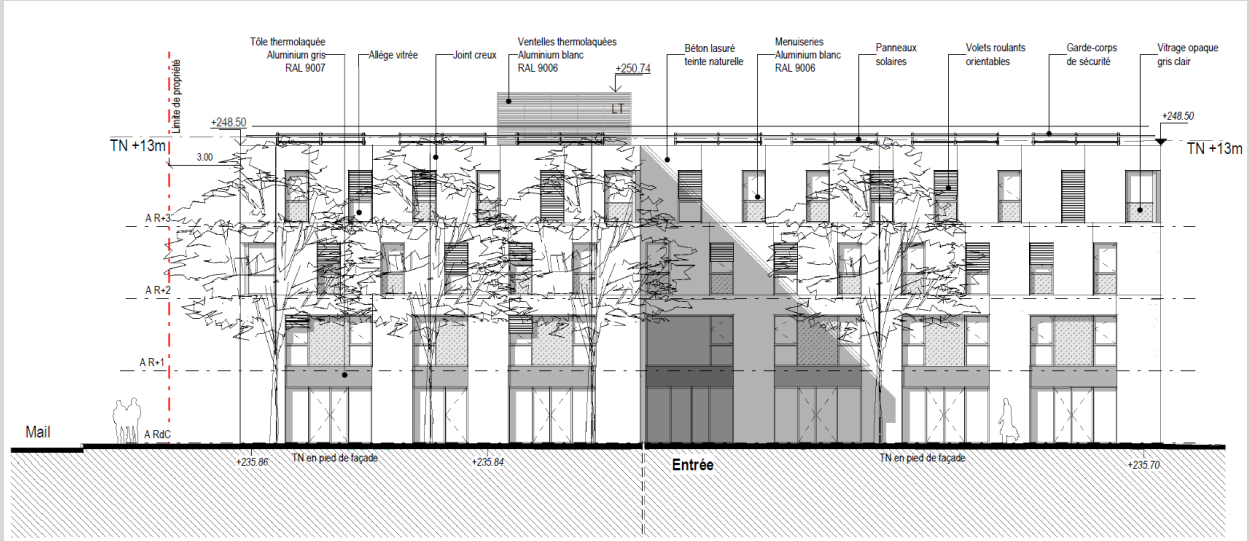 Tôle thermolaquée
Aluminium gris
RAL 9007
Allège vitrée
Joint creux
Ventelles thermolaquées
Aluminium blanc
RAL 9006
Béton lasuré
teinte naturelle
Menuiseries
Aluminium blanc
RAL 9006
Panneaux
solaires
Volets roulants
orientables
Garde-corps
de sécurité
Vitrage opaque
gris clair
Limite de propriété
+250.74
LT
+248.50
+248.50
TN +13m
TN +13m
3.00
A R+3
A R+2
A R+1
A RdC
Mail
+235.86
TN en pied de façade
+235.84
Entrée
TN en pied de façade
+235.70